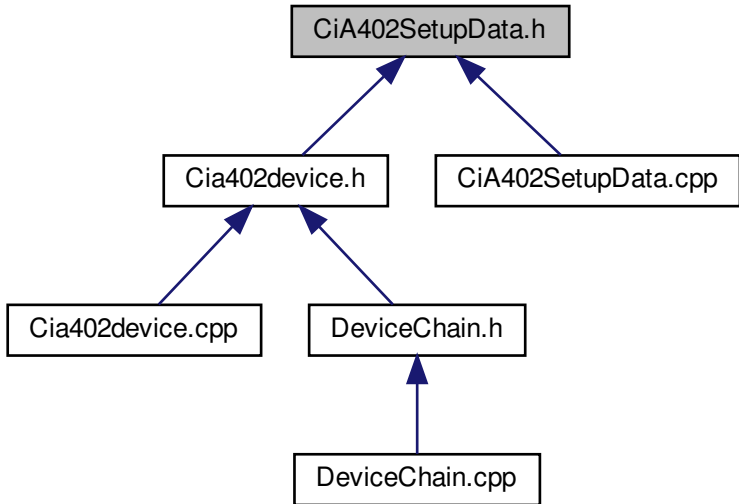 CiA402SetupData.h
Cia402device.h
CiA402SetupData.cpp
Cia402device.cpp
DeviceChain.h
DeviceChain.cpp